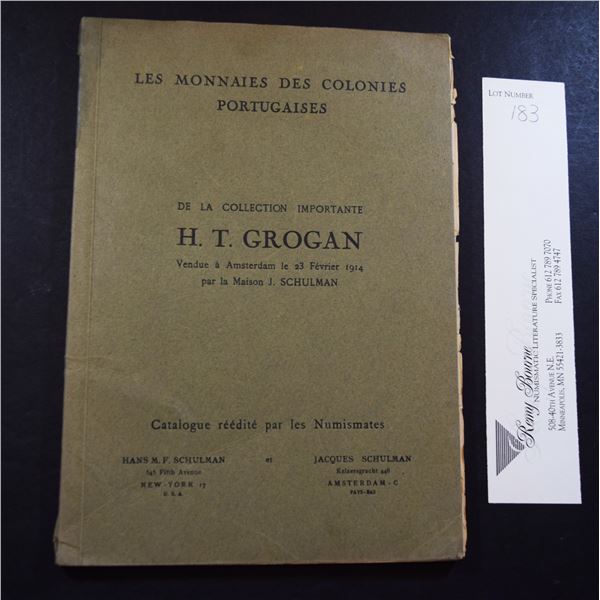 LES MONNAIES DES COLONIES
PORTUGAISES
DE LA COLLECTION IMPORTANTE
H. T. GROGAN
Vendue à Amsterdam le 23 Février 1914
par la Maison J. SCHULMAN
Catalogue réédité par les Numismates
HANS M. F. SCHULMAN
545 Fifth Avenue
NEW-YORK 17
U S A
et
JACQUES SCHULMAN
Keizersgracht 448
AMSTERDAM-C
PAYS-BAS
LOT NUMBER
183
Remy Bourne
NUMISMATIC LITERATURE SPECIALIST
508-40TH AVENUE N.E.
MINNEAPOLIS, MN 55421-3833
PHONE 612 789 7070
FAX 612 789 4747